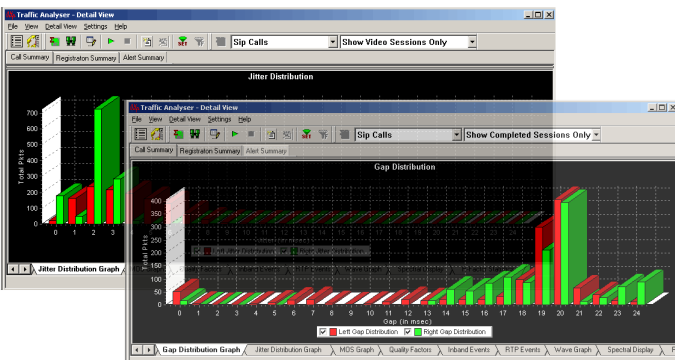 Traffic Analyser - Detail View
File View Detail View Settings Help
Sip Calls Show Video Sessions Only
Call Summary Registraton Summary Alert Summary
Jitter Distribution
Total Pkts
700
600
500
400
300
200
100
0
0 1 2 3
Jitter Distribution Graph
Traffic Analyser - Detail View
File View Detail View Settings Help
Sip Calls Show Completed Sessions Only
Call Summary Registraton Summary Alert Summary
Gap Distribution
Total Pkts
400
350
300
250
200
150
100
50
0
0 1 2 3 4 5 6 7 8 9 10 11 12 13 14 15 16 17 18 19 20 21 22 23 24
Gap (in msec)
Left Gap Distribution Right Gap Distribution
Gap Distribution Graph Jitter Distribution Graph MOS Graph Quality Factors Inband Events RTP Events Wave Graph Spectral Display